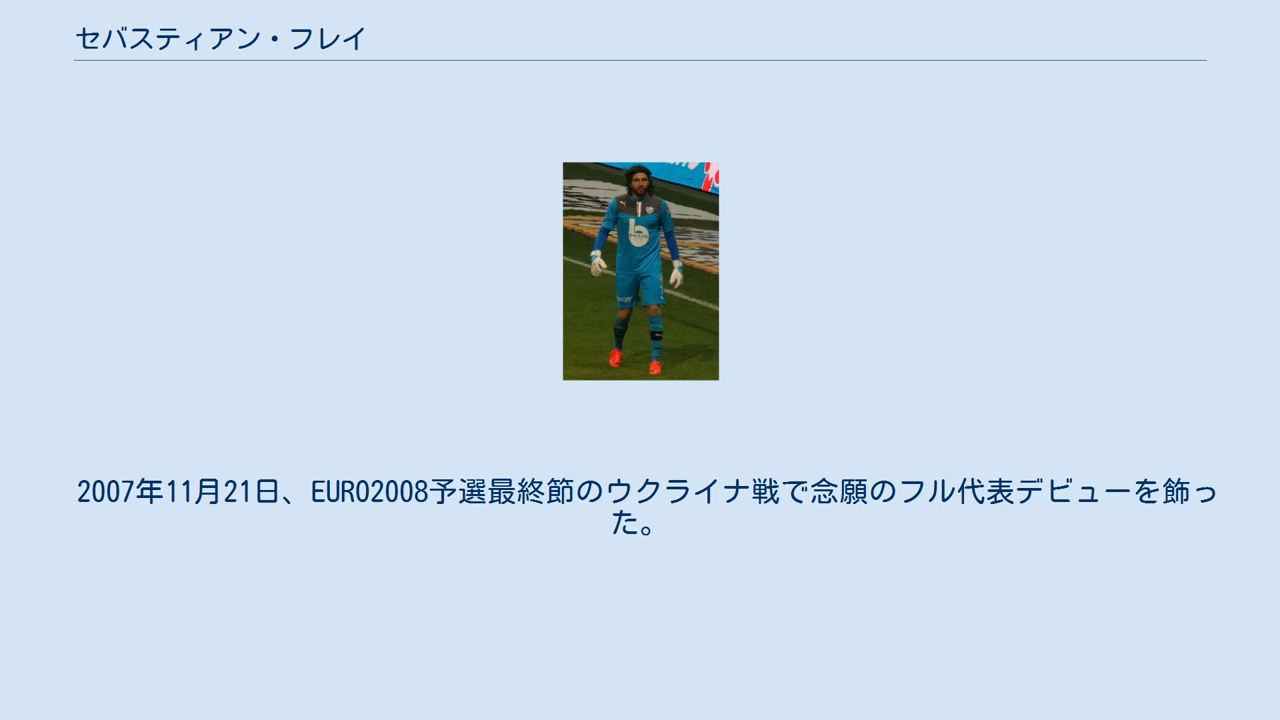 セバスティアン・フレイ
2007年11月21日、EURO2008予選最終節のウクライナ戦で念願のフル代表デビューを飾っ
た。